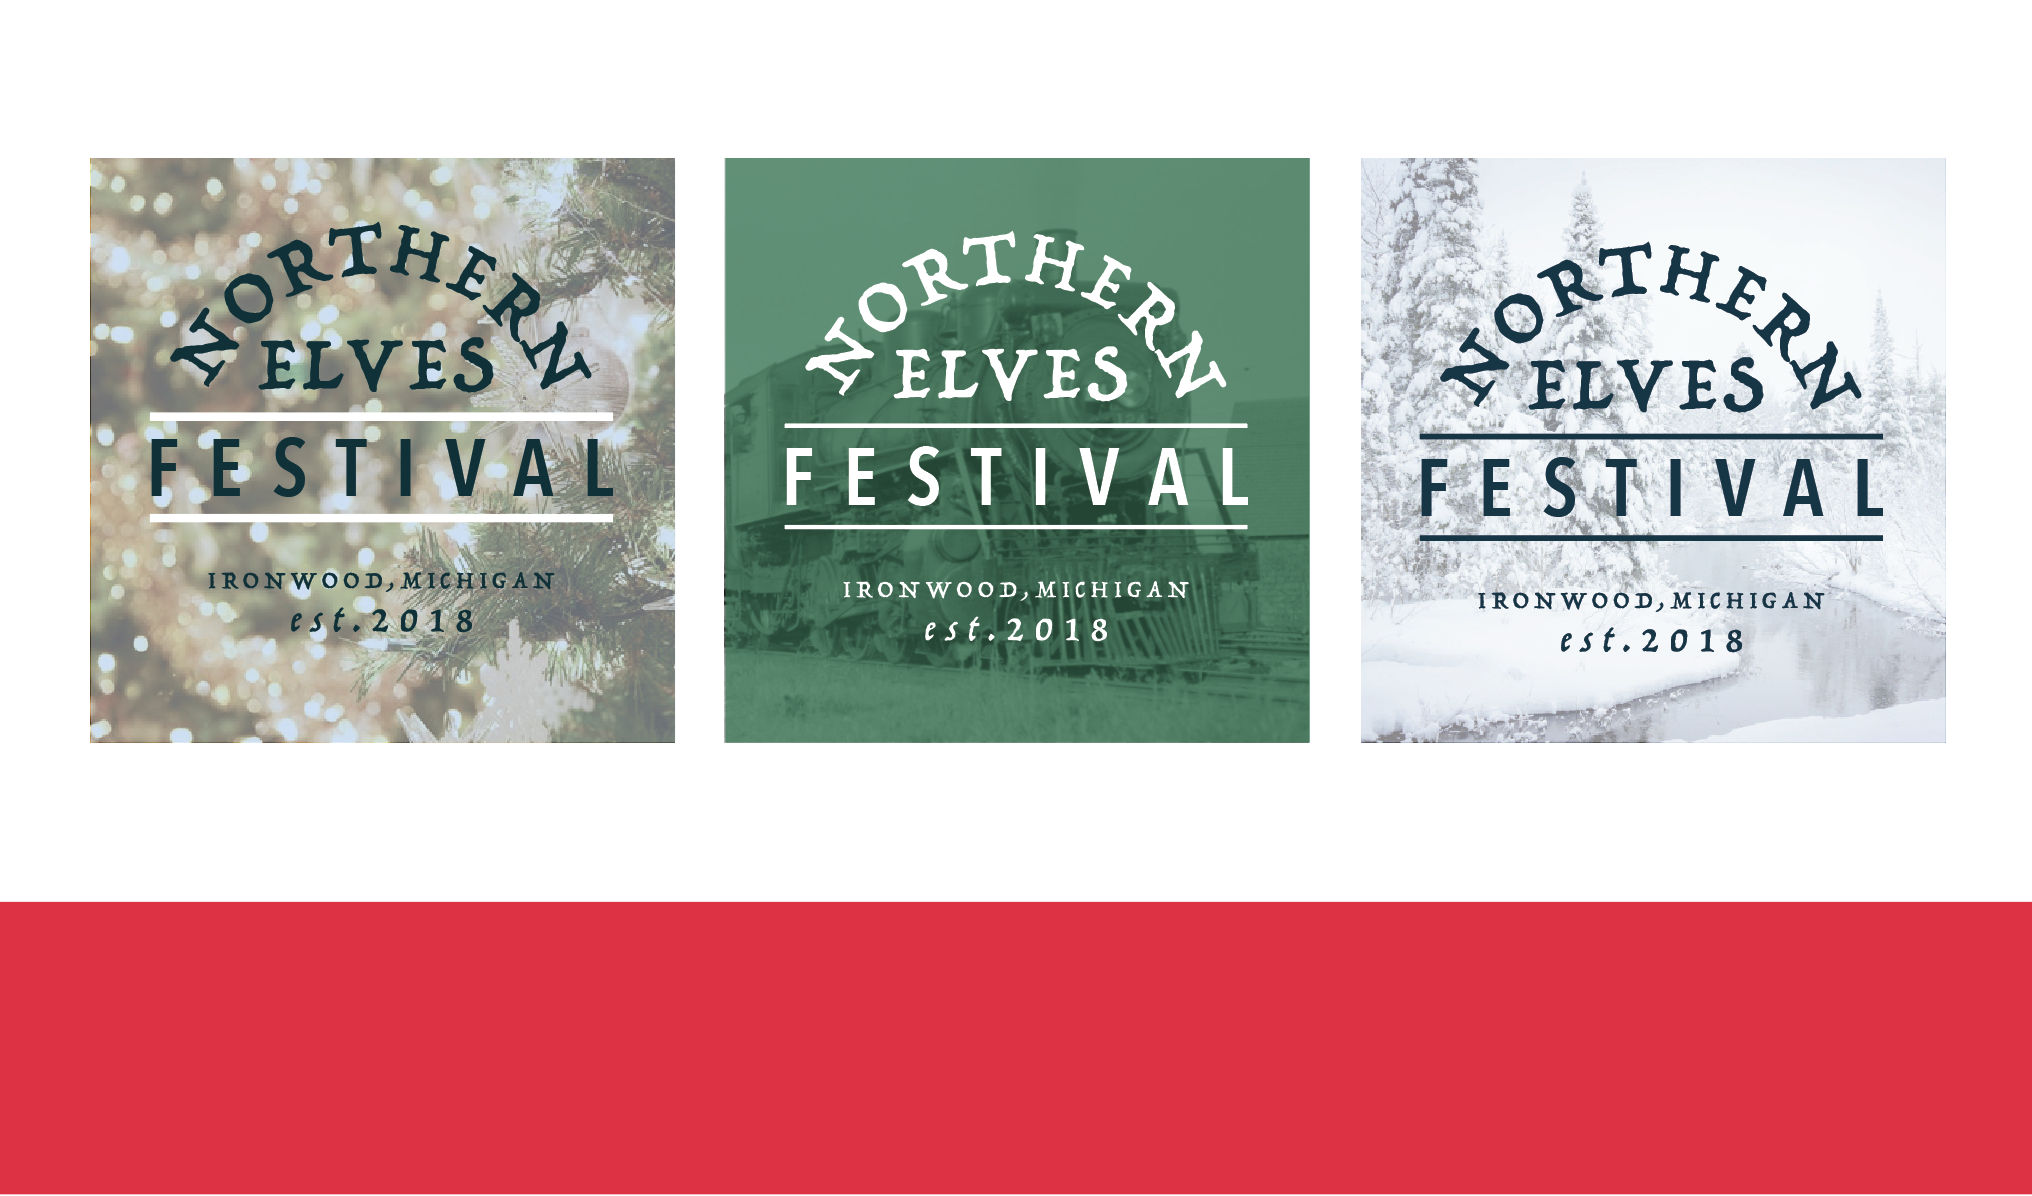 NORTHERN
ELVES
FESTIVAL
IRONWOOD, MICHIGAN
est. 2018
NORTHERN
ELVES
FESTIVAL
IRONWOOD, MICHIGAN
est. 2018
NORTHERN
ELVES
FESTIVAL
IRONWOOD, MICHIGAN
est. 2018